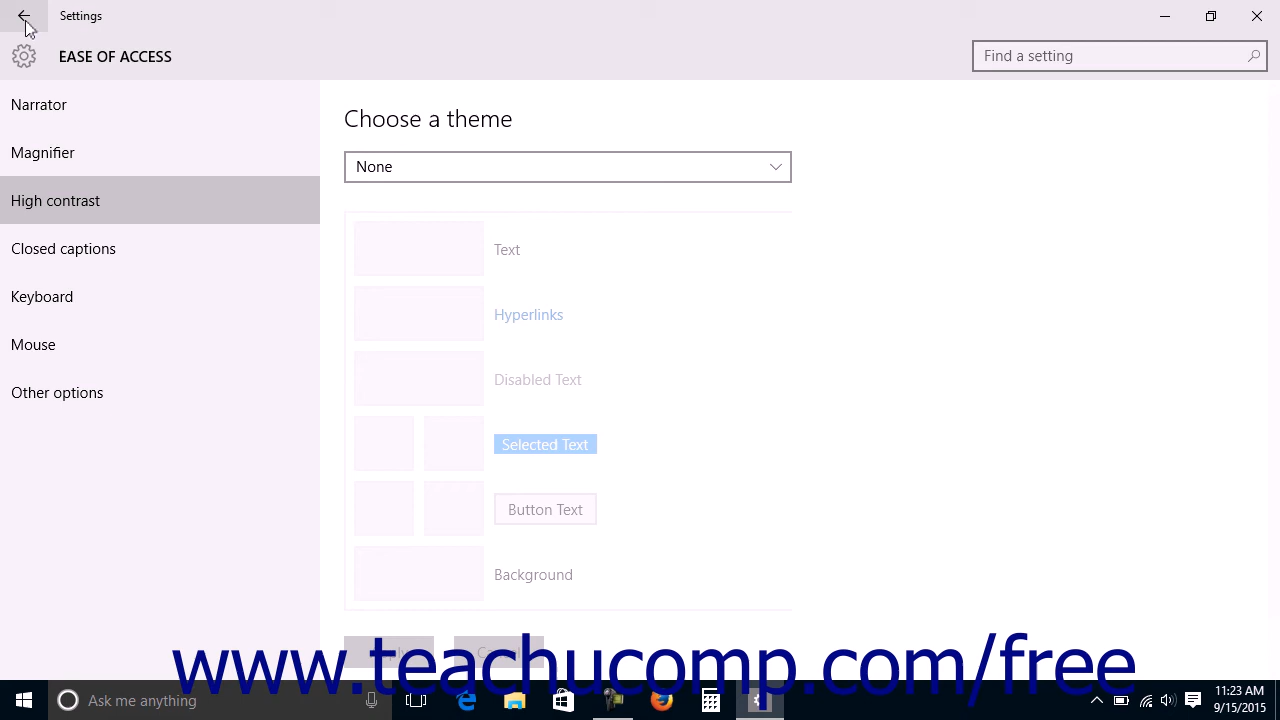 Settings
EASE OF ACCESS
Find a setting
Narrator
Magnifier
High contrast
Closed captions
Keyboard
Mouse
Other options
Choose a theme
None
Text
Hyperlinks
Disabled Text
Selected Text
Button Text
Background
www.teachucomp.com/free
Ask me anything
11:23 AM
9/15/2015